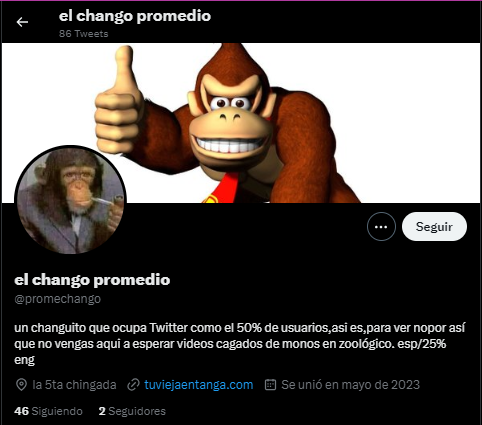 el chango promedio
86 Tweets
Seguir
el chango promedio
@promechango
un changuito que ocupa Twitter como el 50% de usuarios,asi es,para ver nopor así
que no vengas aqui a esperar videos cagados de monos en zoológico. esp/25%
eng
la 5ta chingada tuviejaentanga.com Se unió en mayo de 2023
46 Siguiendo 2 Seguidores